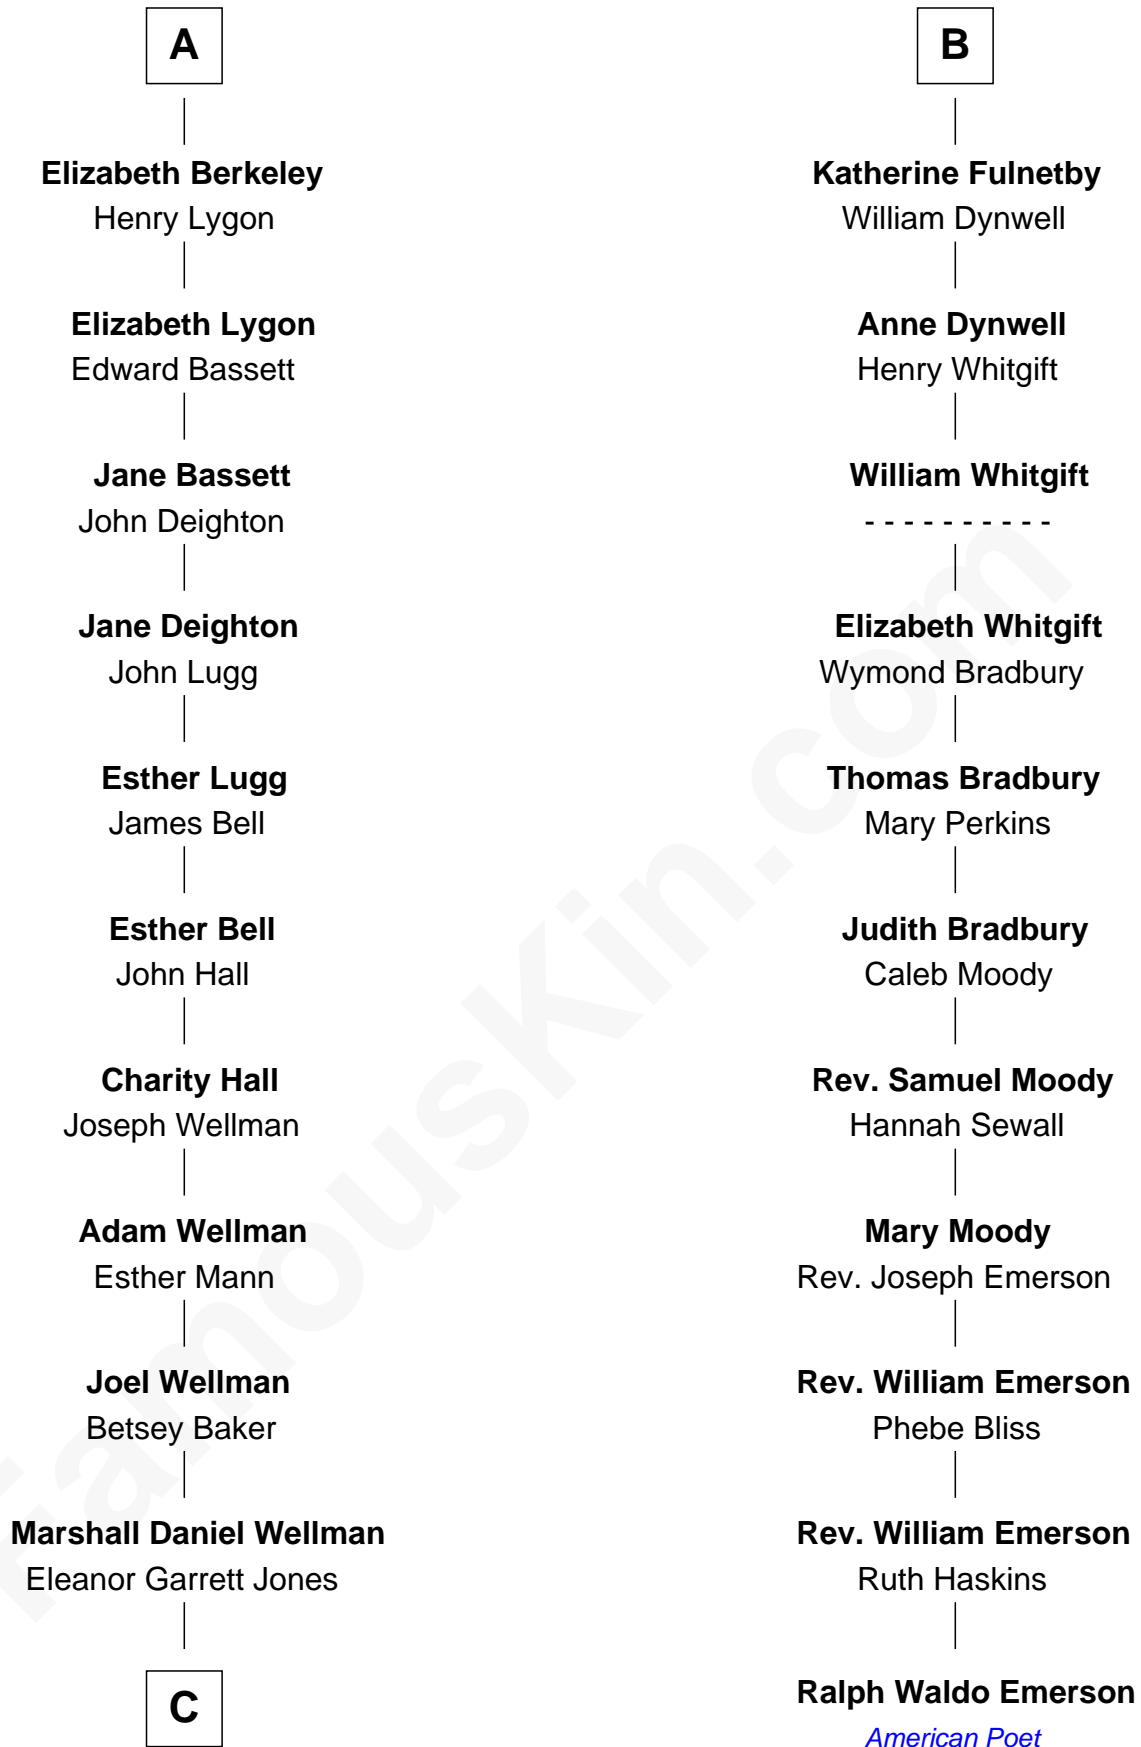 A
Elizabeth Berkeley
Henry Lygon
Elizabeth Lygon
Edward Bassett
Jane Bassett
John Deighton
Jane Deighton
John Lugg
Esther Lugg
James Bell
Esther Bell
John Hall
Charity Hall
Joseph Wellman
Adam Wellman
Esther Mann
Joel Wellman
Betsey Baker
Marshall Daniel Wellman
Eleanor Garrett Jones
C
B
Katherine Fulnetby
William Dynwell
Anne Dynwell
Henry Whitgift
William Whitgift
- - - - - - - - - -
Elizabeth Whitgift
Wymond Bradbury
Thomas Bradbury
Mary Perkins
Judith Bradbury
Caleb Moody
Rev. Samuel Moody
Hannah Sewall
Mary Moody
Rev. Joseph Emerson
Rev. William Emerson
Phebe Bliss
Rev. William Emerson
Ruth Haskins
Ralph Waldo Emerson
American Poet
FamousKin.com